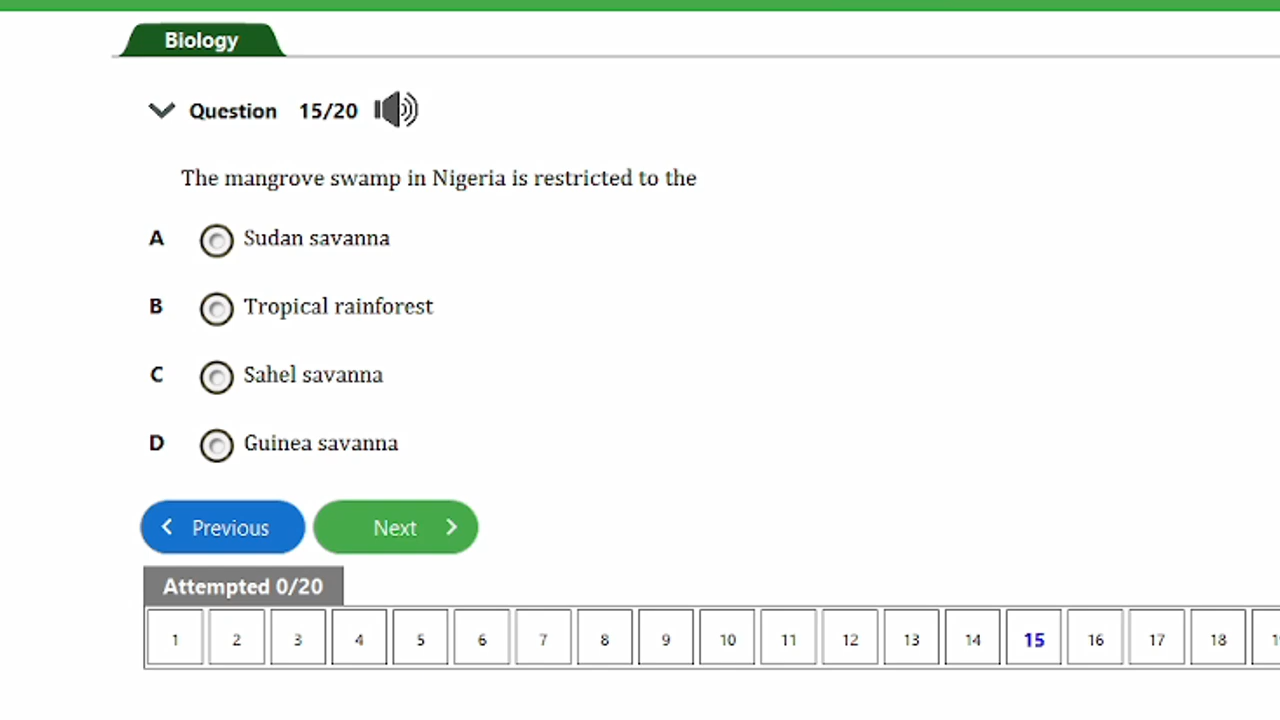 Biology
Question 15/20
The mangrove swamp in Nigeria is restricted to the
A Sudan savanna
B Tropical rainforest
C Sahel savanna
D Guinea savanna
Previous Next
Attempted 0/20
1 2 3 4 5 6 7 8 9 10 11 12 13 14 15 16 17 18